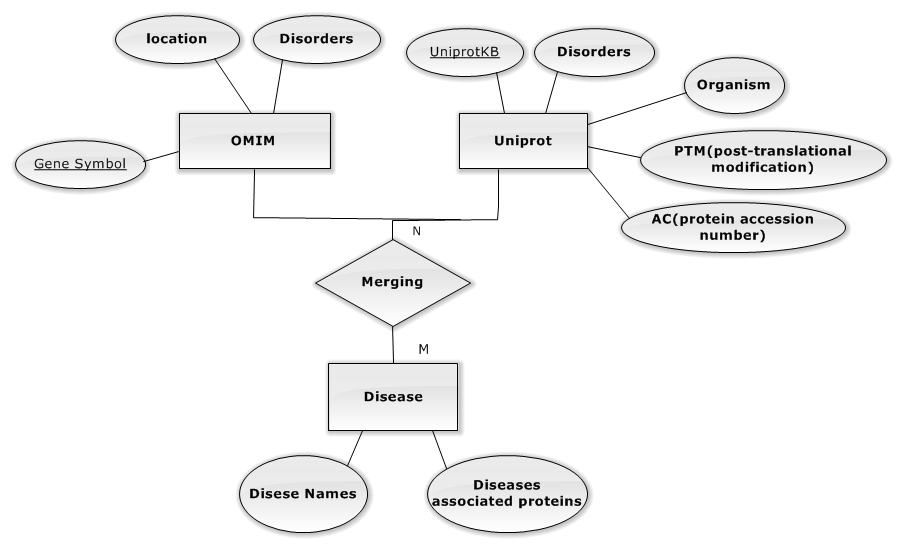 location
Disorders
UniprotKB
Disorders
Organism
OMIM
Uniprot
Gene Symbol
PTM(post-translational
modification)
AC(protein accession
number)
N
Merging
M
Disease
Disese Names
Diseases
associated proteins